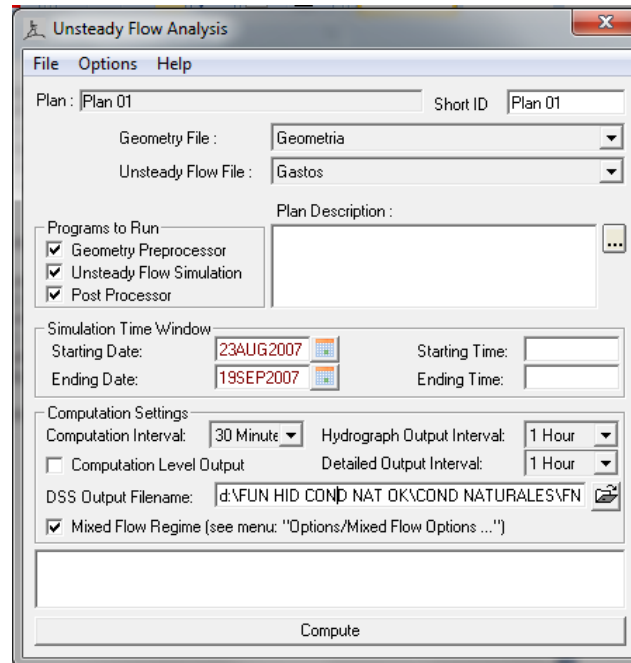 Unsteady Flow Analysis
File Options Help
Plan : Plan 01 Short ID Plan 01
Geometry File : Geometria
Unsteady Flow File : Gastos
Plan Description :
Programs to Run
Geometry Preprocessor
Unsteady Flow Simulation
Post Processor
...
Simulation Time Window
Starting Date: 23AUG2007 Starting Time:
Ending Date: 19SEP2007 Ending Time:
Computation Settings
Computation Interval: 30 Minute Hydrograph Output Interval: 1 Hour
Computation Level Output Detailed Output Interval: 1 Hour
DSS Output Filename: d:\FUN HID COND NAT OK\COND NATURALES\FN
Mixed Flow Regime (see menu: "Options/Mixed Flow Options ...")
Compute